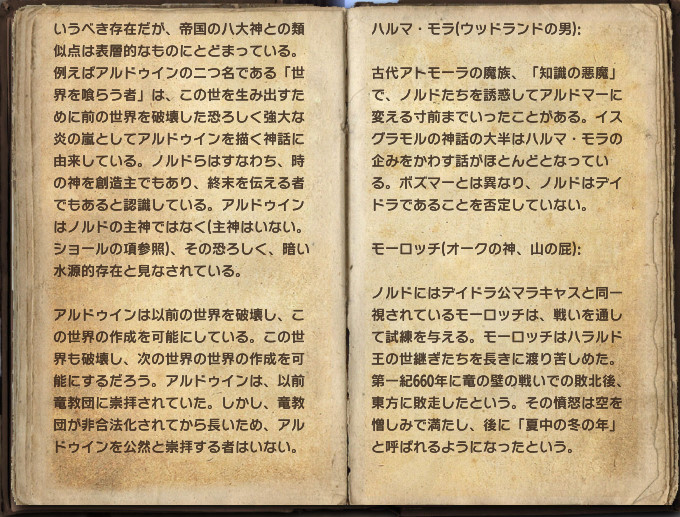 いうべき存在だが、帝国の八大神との類
似点は表層的なものにとどまっている。
例えばアルドゥインの二つ名である「世
界を喰らう者」は、この世を生み出すた
めに前の世界を破壊した恐ろしく強大な
炎の嵐としてアルドゥインを描く神話に
由来している。ノルドらはすなわち、時
の神を創造主でもあり、終末を伝える者
でもあると認識している。アルドゥイン
はノルドの主神ではなく(主神はいない。
ショールの項参照)、その恐ろしく、暗い
水源的存在と見なされている。

アルドゥインは以前の世界を破壊し、こ
の世界の作成を可能にしている。この世
界も破壊し、次の世界の世界の作成を可
能にするだろう。アルドゥインは、以前
竜教団に崇拝されていた。しかし、竜教
団が非合法化されてから長いため、アル
ドゥインを公然と崇拝する者はいない。

ハルマ・モラ(ウッドランドの男):

古代アトモーラの魔族、「知識の悪魔」
で、ノルドたちを誘惑してアルドマーに
変える寸前までいったことがある。イス
グラモルの神話の大半はハルマ・モラの
企みをかわす話がほとんどとなってい
る。ボズマーとは異なり、ノルドはデイ
ドラであることを否定していない。

モーロッチ(オークの神、山の屁):

ノルドにはデイドラ公マラキャスと同一
視されているモーロッチは、戦いを通し
て試練を与える。モーロッチはハラルド
王の世継ぎたちを長きに渡り苦しめた。
第一紀660年に竜の壁の戦いでの敗北後、
東方に敗走したという。その憤怒は空を
憎しみで満たし、後に「夏中の冬の年」
と呼ばれるようになったという。